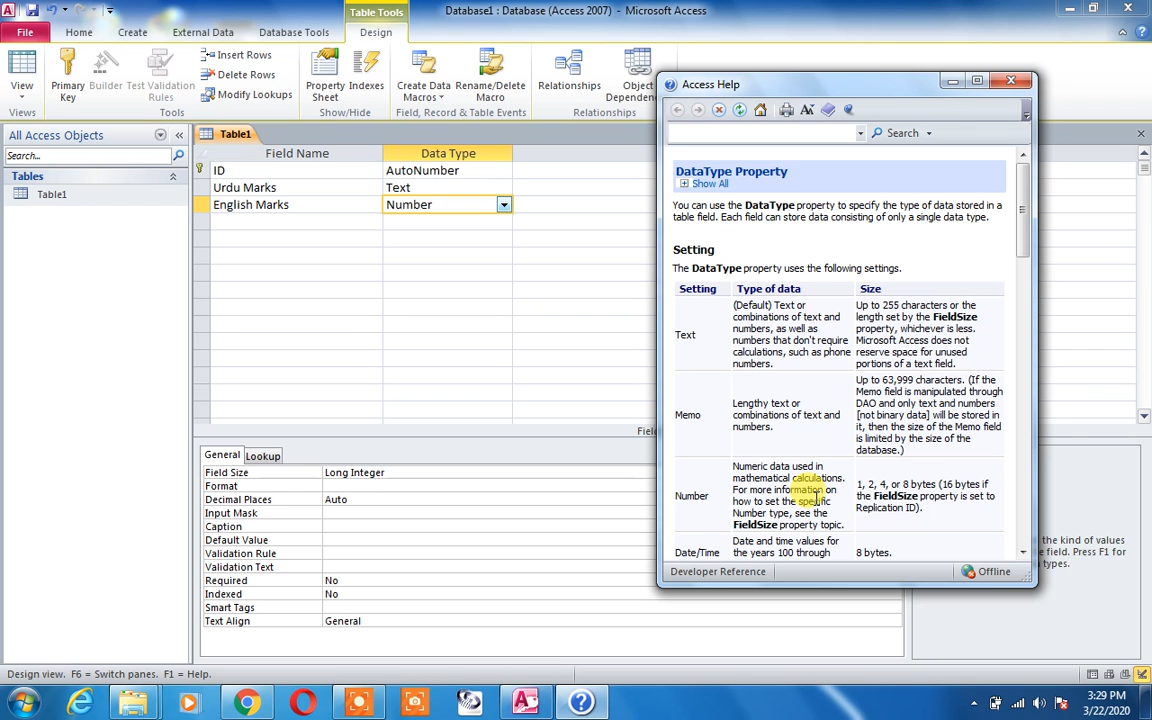 Table Tools
Database1 : Database (Access 2007) - Microsoft Access
File
Home
Create
External Data
Database Tools
Design
View
Primary Key
Builder
Test Validation Rules
Insert Rows
Delete Rows
Modify Lookups
Property Sheet
Indexes
Create Data Macros
Rename/Delete Macro
Relationships
Object
Dependenc
Views
Tools
Show/Hide
Field, Record & Table Events
Relationships
All Access Objects
Search...
Tables
Table1
Table1
Field Name
Data Type
ID
AutoNumber
Urdu Marks
Text
English Marks
Number
Field
General
Lookup
Field Size
Long Integer
Format
Decimal Places
Auto
Input Mask
Caption
Default Value
Validation Rule
Validation Text
Required
No
Indexed
No
Smart Tags
Text Align
General
Access Help
Search
DataType Property
Show All
You can use the DataType property to specify the type of data stored in a
table field. Each field can store data consisting of only a single data type.
Setting
The DataType property uses the following settings.
Setting
Type of data
Size
Text
(Default) Text or
combinations of text and
numbers, as well as
numbers that don't require
calculations, such as phone
numbers.
Up to 255 characters or the
length set by the FieldSize
property, whichever is less.
Microsoft Access does not
reserve space for unused
portions of a text field.
Memo
Lengthy text or
combinations of text and
numbers.
Up to 63,999 characters. (If the
Memo field is manipulated through
DAO and only text and numbers
[not binary data] will be stored in
it, then the size of the Memo field
is limited by the size of the
database.)
Number
Numeric data used in
mathematical calculations.
For more information on
how to set the specific
Number type, see the
FieldSize property topic.
1, 2, 4, or 8 bytes (16 bytes if
the FieldSize property is set to
Replication ID).
Date/Time
Date and time values for
the years 100 through
8 bytes.
Developer Reference
Offline
the kind of values
he field. Press F1 for
a types.
Design view. F6 = Switch panes. F1 = Help.
3:29 PM
3/22/2020